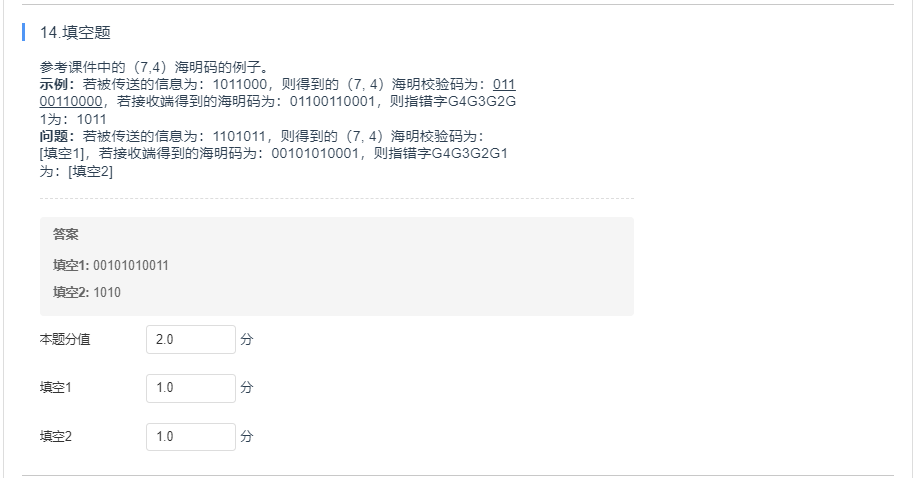 14.填空题
参考课件中的（7,4）海明码的例子。
示例：若被传送的信息为：1011000，则得到的（7, 4）海明校验码为：011
00110000，若接收端得到的海明码为：01100110001，则指错字G4G3G2G
1为：1011
问题：若被传送的信息为：1101011，则得到的（7, 4）海明校验码为：
[填空1]，若接收端得到的海明码为：00101010001，则指错字G4G3G2G1
为：[填空2]
答案
填空1: 00101010011
填空2: 1010
本题分值 2.0 分
填空1 1.0 分
填空2 1.0 分